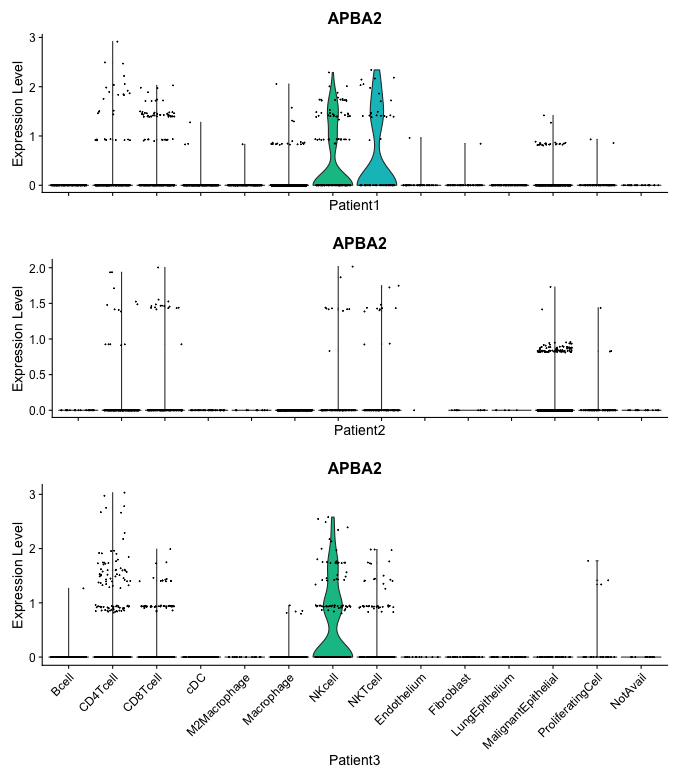 APBA2
Expression Level
3
2
1
0
Patient1
APBA2
Expression Level
2.0
1.5
1.0
0.5
0.0
Patient2
APBA2
Expression Level
3
2
1
0
Bcell
CD4Tcell
CD8Tcell
cDC
M2Macrophage
Macrophage
NKcell
NKTcell
Endothelium
Fibroblast
LungEpithelium
MalignantEpithelial
ProliferatingCell
NotAvail
Patient3